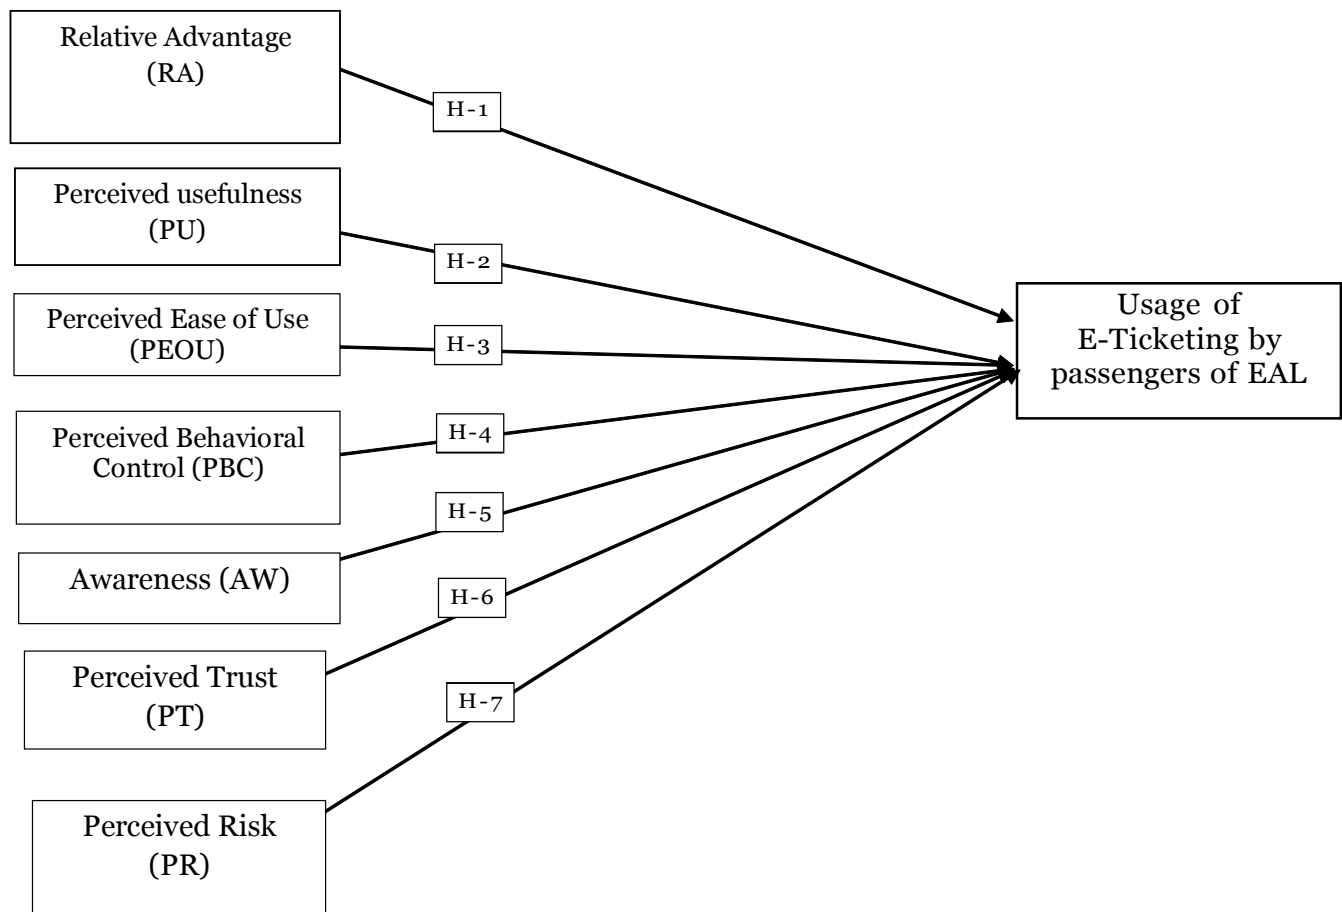 Relative Advantage
(RA)
H-1
Perceived usefulness
(PU)
H-2
Perceived Ease of Use
(PEOU)
H-3
Perceived Behavioral
Control (PBC)
H-4
Awareness (AW)
H-5
Perceived Trust
(PT)
H-6
Perceived Risk
(PR)
H-7
Usage of
E-Ticketing by
passengers of EAL